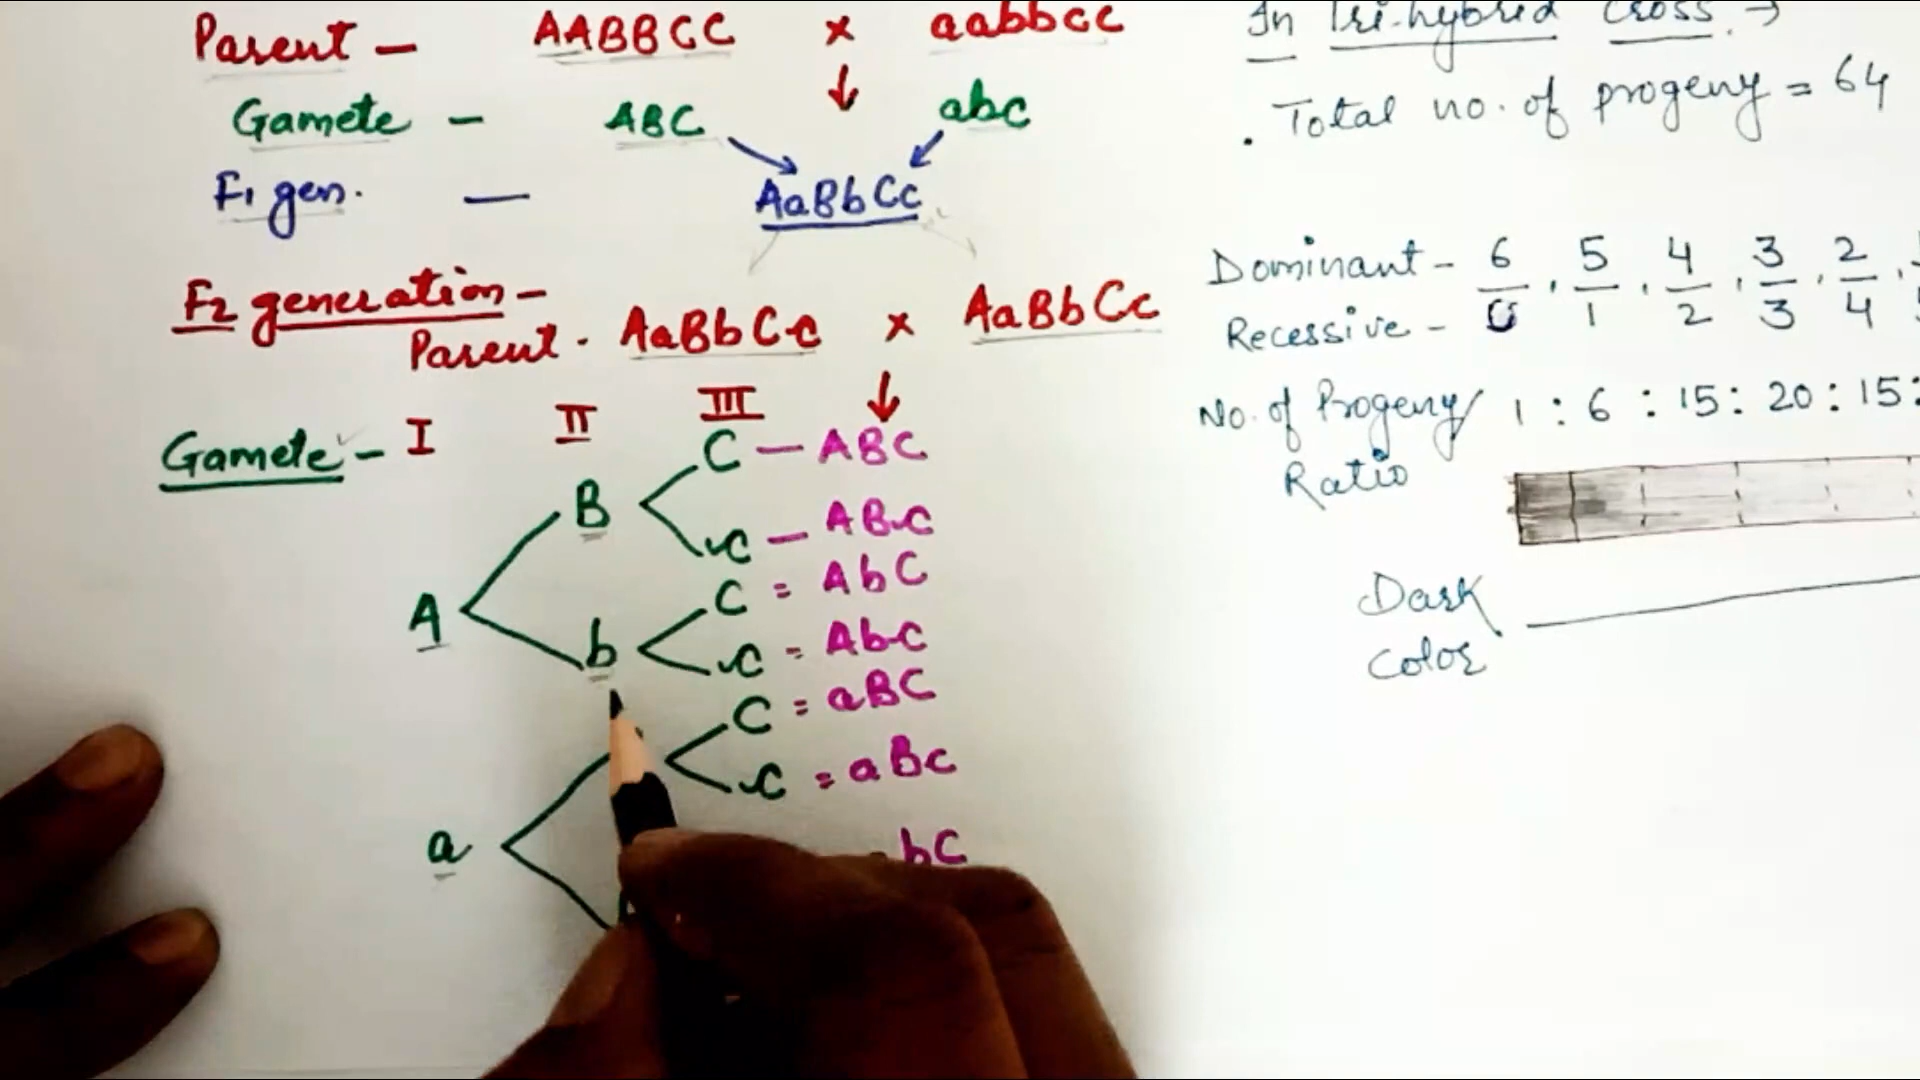 Parent - AABBCC x aabbcc
Gamete - ABC abc
F1 gen. - AaBbCc
F2 generation -
Parent. AaBbCc x AaBbCc
Gamete - I II III
C - ABC
B
c - ABc
C = AbC
A
b
c = Abc
C = aBC
c = aBc
a
bC
In Tri-hybrid Cross. →
. Total no. of progeny = 64
Dominant - 6 , 5 , 4 , 3 , 2 ,
Recessive - 0 1 2 3 4
No. of Progeny/ 1 : 6 : 15 : 20 : 15 :
Ratio
Dark
color